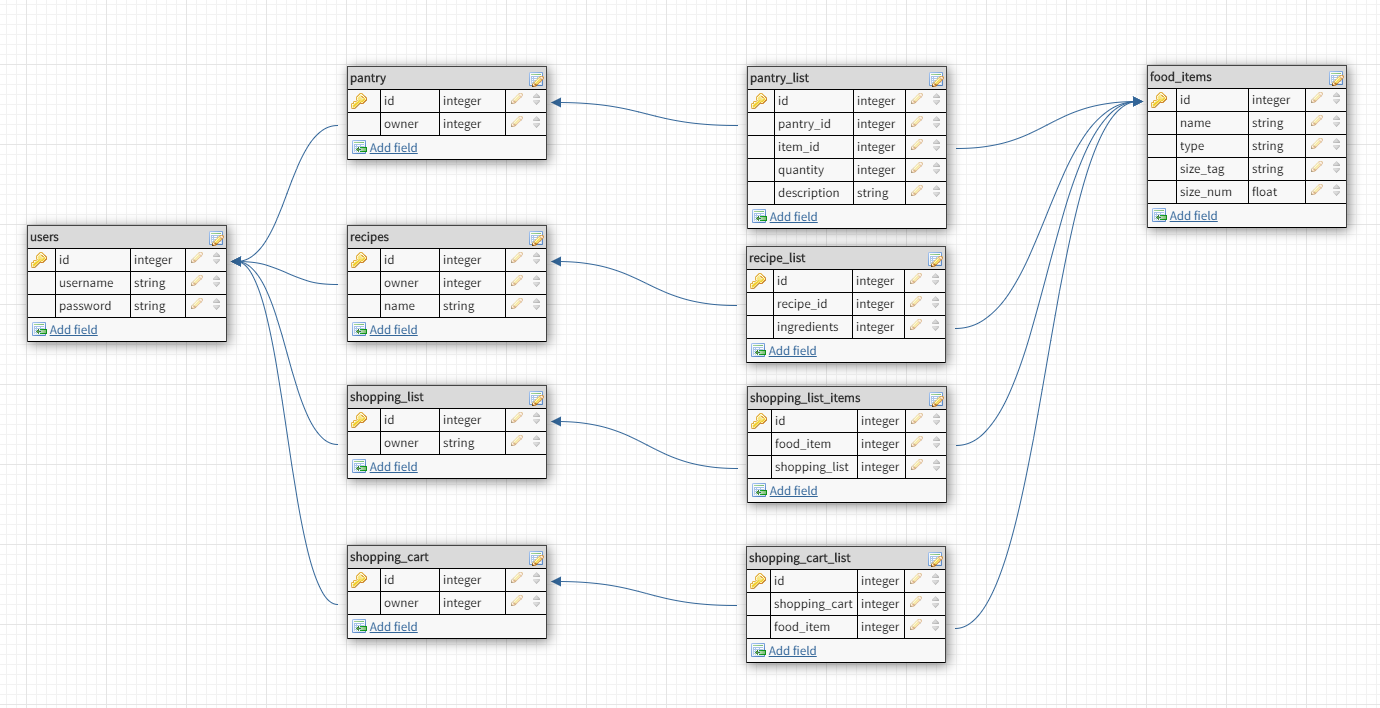 pantry
id integer
owner integer
Add field
pantry_list
id integer
pantry_id integer
item_id integer
quantity integer
description string
Add field
food_items
id integer
name string
type string
size_tag string
size_num float
Add field
users
id integer
username string
password string
Add field
recipes
id integer
owner integer
name string
Add field
recipe_list
id integer
recipe_id integer
ingredients integer
Add field
shopping_list
id integer
owner string
Add field
shopping_list_items
id integer
food_item integer
shopping_list integer
Add field
shopping_cart
id integer
owner integer
Add field
shopping_cart_list
id integer
shopping_cart integer
food_item integer
Add field